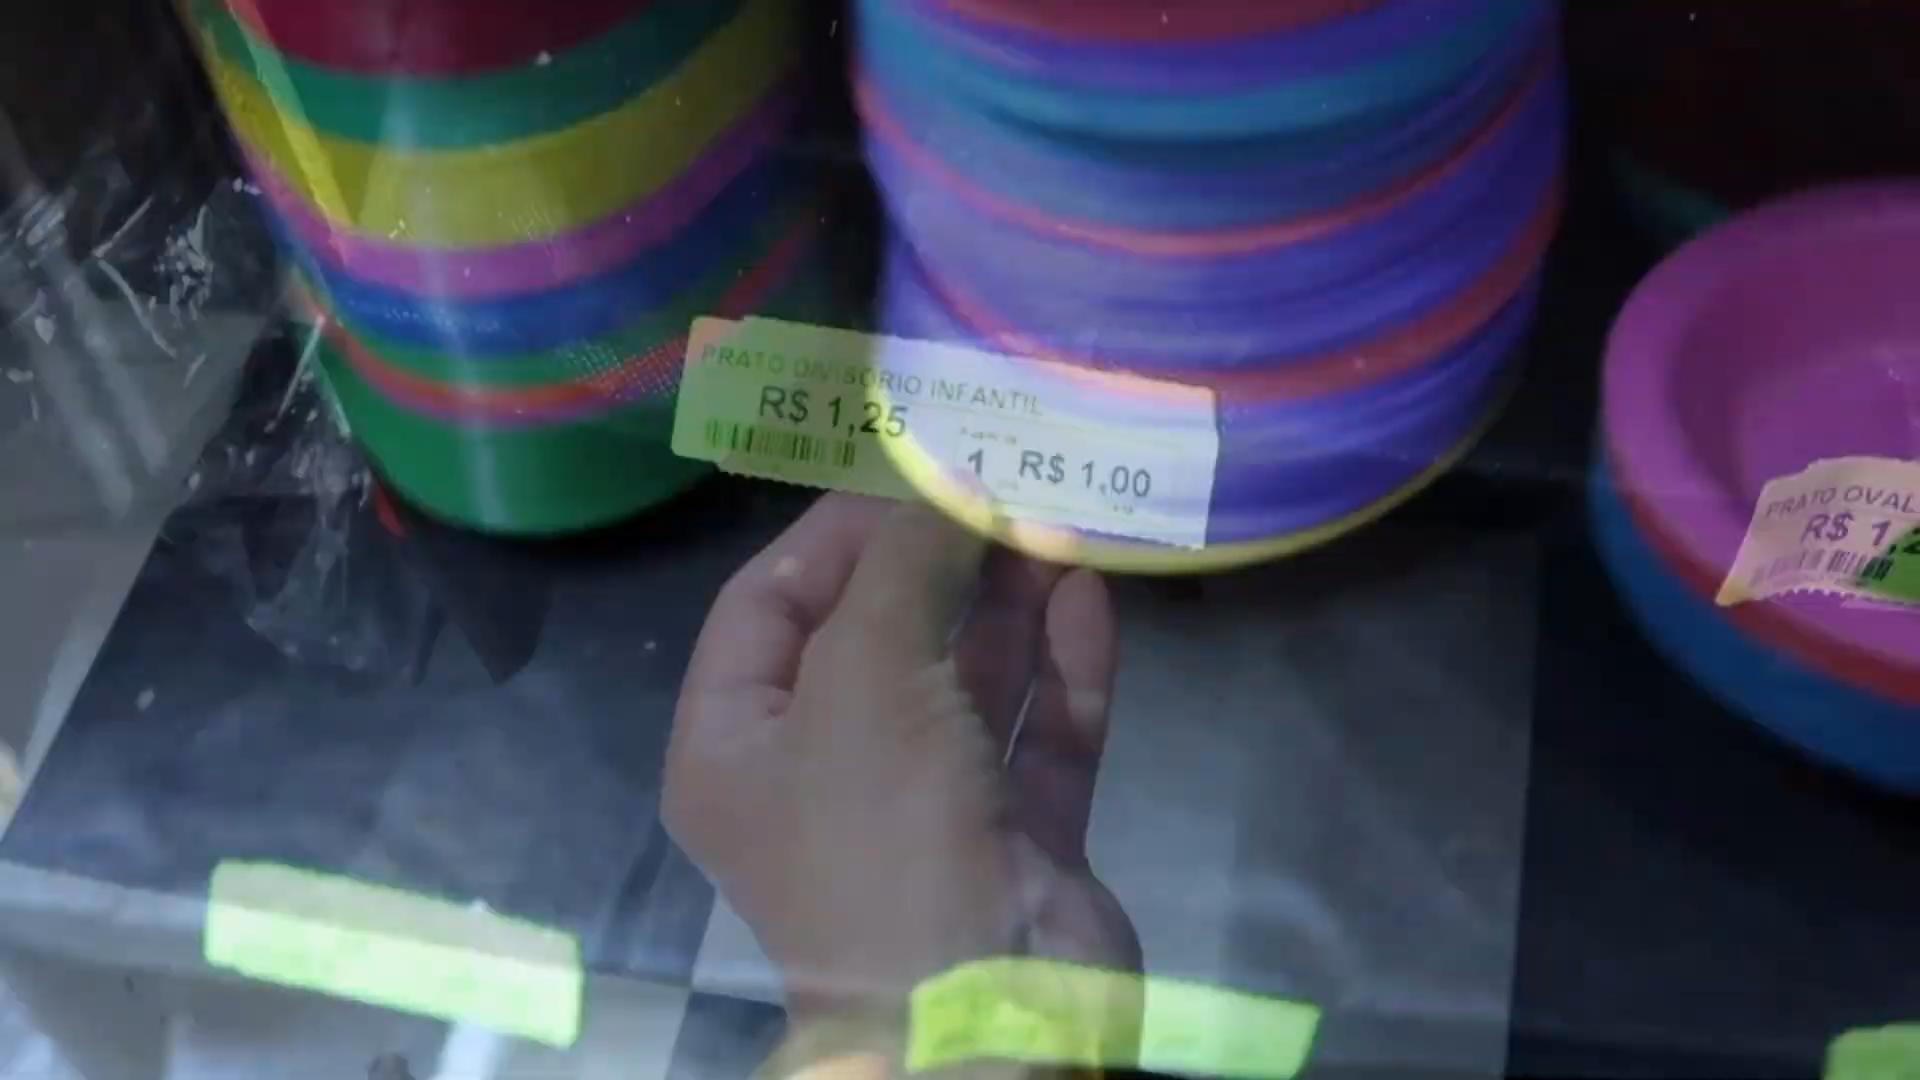 PRATO DIVISORIO INFANTIL
R$ 1,25
1 R$ 1,00
PRATO OVAL
R$ 1,2